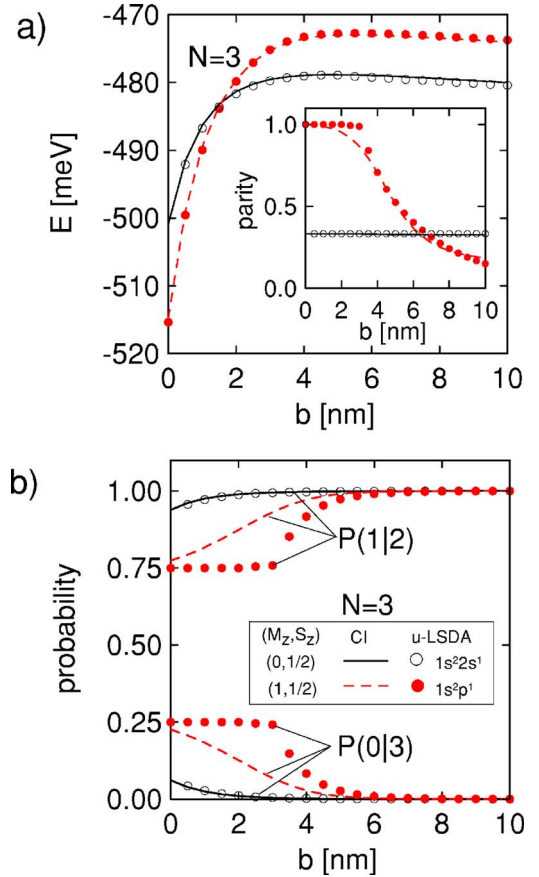 a)
-470
-480
-490
-500
-510
-520
E [meV]
N=3
1.0
0.5
0.0
parity
0 2 4 6 8 10
b [nm]
0 2 4 6 8 10
b [nm]
b)
1.00
0.75
0.50
0.25
0.00
probability
P(1|2)
N=3
(M_z,S_z) CI u-LSDA
(0,1/2) 1s²2s¹
(1,1/2) 1s²p¹
P(0|3)
0 2 4 6 8 10
b [nm]